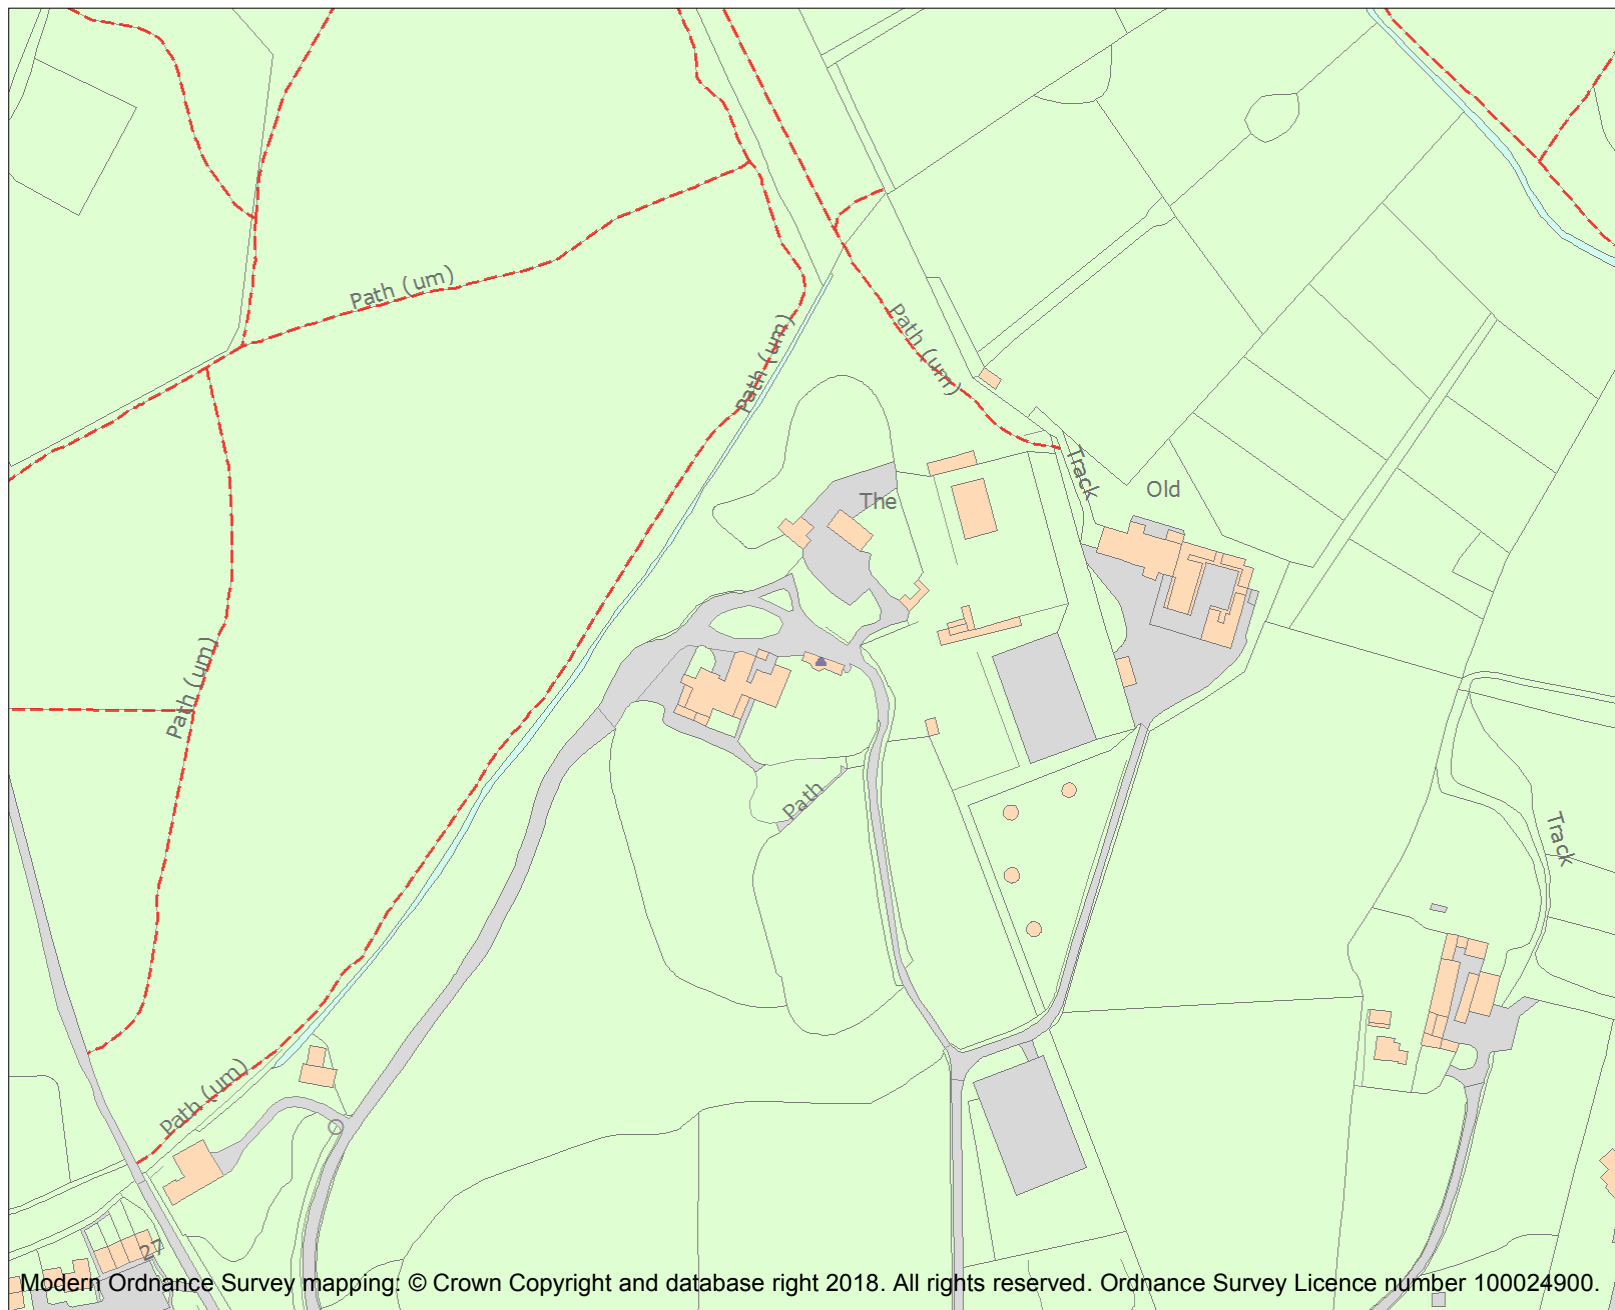 Path (um)
Path (um)
Path (um)
Track
Old
The
Path (um)
Path
Track
Path (um)
27
Modern Ordnance Survey mapping: © Crown Copyright and database right 2018. All rights reserved. Ordnance Survey Licence number 100024900.